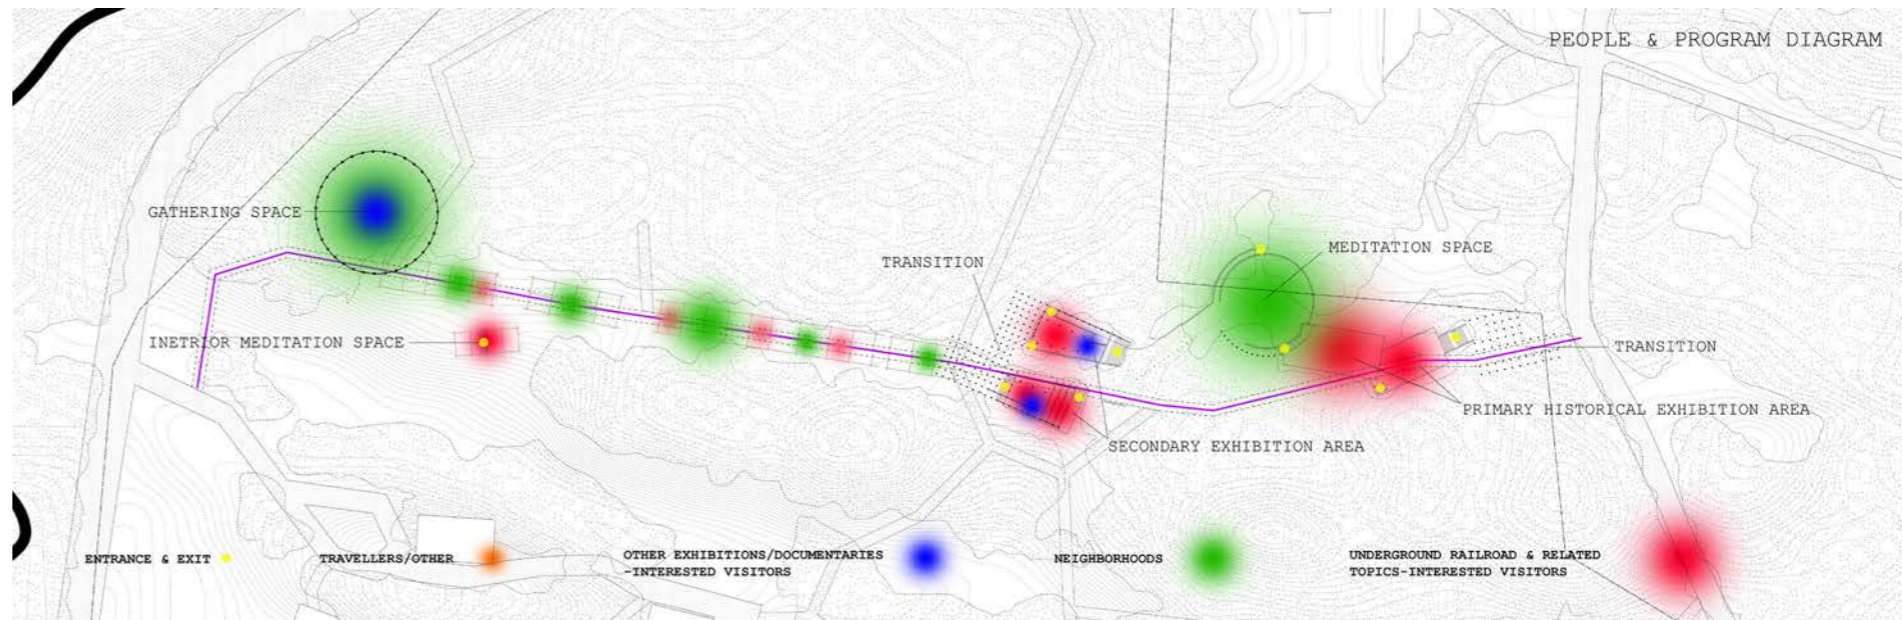 PEOPLE & PROGRAM DIAGRAM
GATHERING SPACE
MEDITATION SPACE
TRANSITION
INETRIOR MEDITATION SPACE
TRANSITION
PRIMARY HISTORICAL EXHIBITION AREA
SECONDARY EXHIBITION AREA
ENTRANCE & EXIT
TRAVELLERS/OTHER
OTHER EXHIBITIONS/DOCUMENTARIES
-INTERESTED VISITORS
NEIGHBORHOODS
UNDERGROUND RAILROAD & RELATED
TOPICS-INTERESTED VISITORS